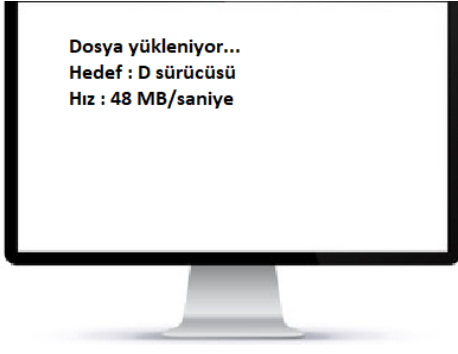 Dosya yükleniyor...
Hedef : D sürücüsü
Hız : 48 MB/saniye